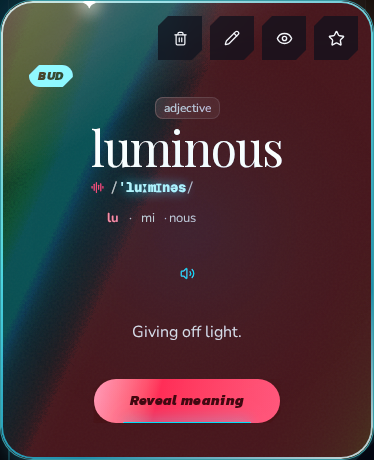 BUD
adjective
luminous
/ˈluːmɪnəs/
lu · mi · nous
Giving off light.
Reveal meaning